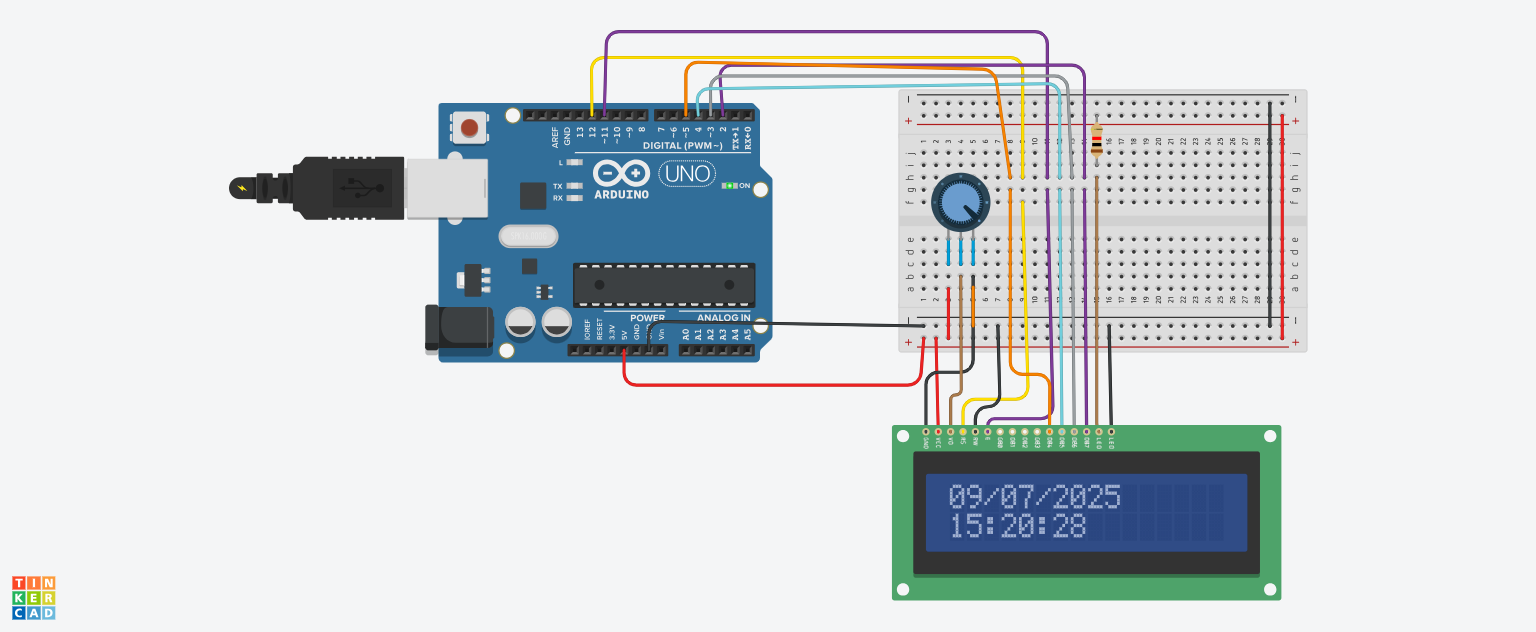 AREF
GND
13
12
~11
~10
~9
8
7
~6
~5
4
~3
2
TX→1
RX←0
DIGITAL (PWM~)
L
TX
RX
ARDUINO
UNO
ON
POWER
ANALOG IN
IOREF
RESET
3.3V
5V
GND
Vin
A0
A1
A2
A3
A4
A5
GND
VCC
VO
RS
RW
E
DB0
DB1
DB2
DB3
DB4
DB5
DB6
DB7
LED
LED
09/07/2025
15:20:28
TIN
KER
CAD